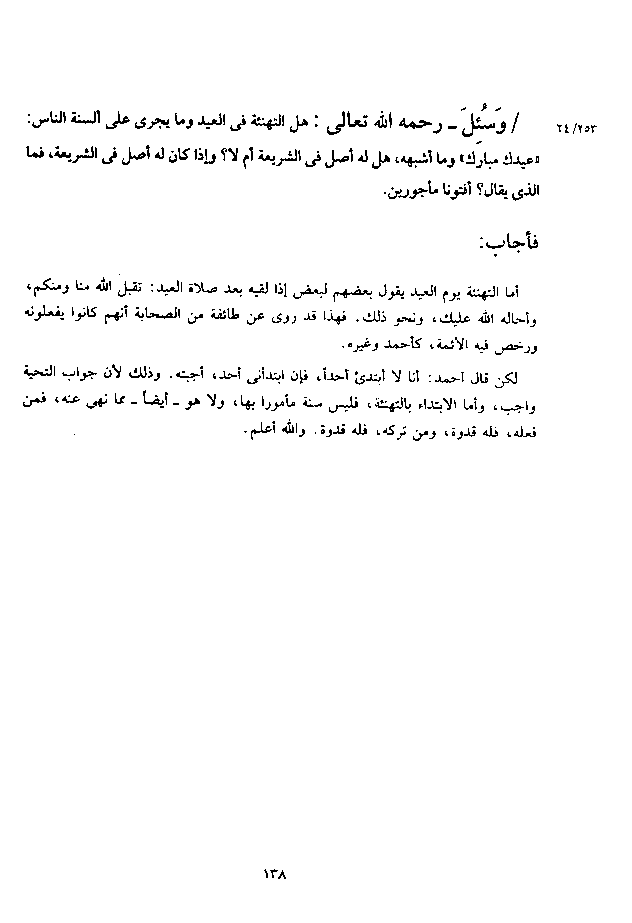 ٢٤/٢٥٣
/ وَسُئِلَ ـ رحمه الله تعالى : هل التهنئة فى العيد وما يجرى على ألسنة الناس:
«عيدك مبارك» وما أشبهه، هل له أصل فى الشريعة أم لا؟ وإذا كان له أصل فى الشريعة، فما
الذى يقال؟ أفتونا مأجورين.
فأجاب:
أما التهنئة يوم العيد يقول بعضهم لبعض إذا لقيه بعد صلاة العيد: تقبل الله منا ومنكم،
وأحاله الله عليك، ونحو ذلك. فهذا قد روى عن طائفة من الصحابة أنهم كانوا يفعلونه
ورخص فيه الأئمة، كأحمد وغيره.
لكن قال أحمد: أنا لا أبتدئ أحداً، فإن ابتدأنى أحد، أجبته. وذلك لأن جواب التحية
واجب، وأما الابتداء بالتهنئة، فليس سنة مأمورا بها، ولا هو ـ أيضاً ـ مما نهى عنه، فمن
فعله، فله قدوة، ومن تركه، فله قدوة. والله أعلم.
١٣٨